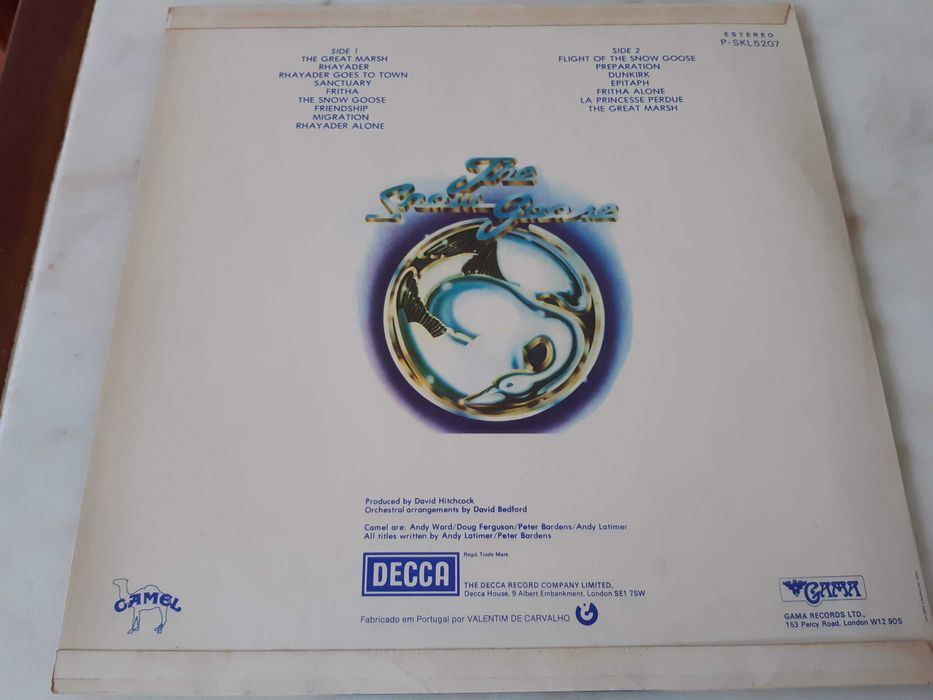 ESTEREO
P-SKL5207
SIDE 1
THE GREAT MARSH
RHAYADER
RHAYADER GOES TO TOWN
SANCTUARY
FRITHA
THE SNOW GOOSE
FRIENDSHIP
MIGRATION
RHAYADER ALONE
SIDE 2
FLIGHT OF THE SNOW GOOSE
PREPARATION
DUNKIRK
EPITAPH
FRITHA ALONE
LA PRINCESSE PERDUE
THE GREAT MARSH
The
Snow Goose
Produced by David Hitchcock
Orchestral arrangements by David Bedford
Camel are: Andy Ward/Doug Ferguson/Peter Bardens/Andy Latimer
All titles written by Andy Latimer/Peter Bardens
DECCA
Regd. Trade Mark
THE DECCA RECORD COMPANY LIMITED,
Decca House, 9 Albert Embankment, London SE1 7SW
Fabricado em Portugal por VALENTIM DE CARVALHO
CAMEL
GAMA
GAMA RECORDS LTD.,
153 Percy Road, London W12 9QS